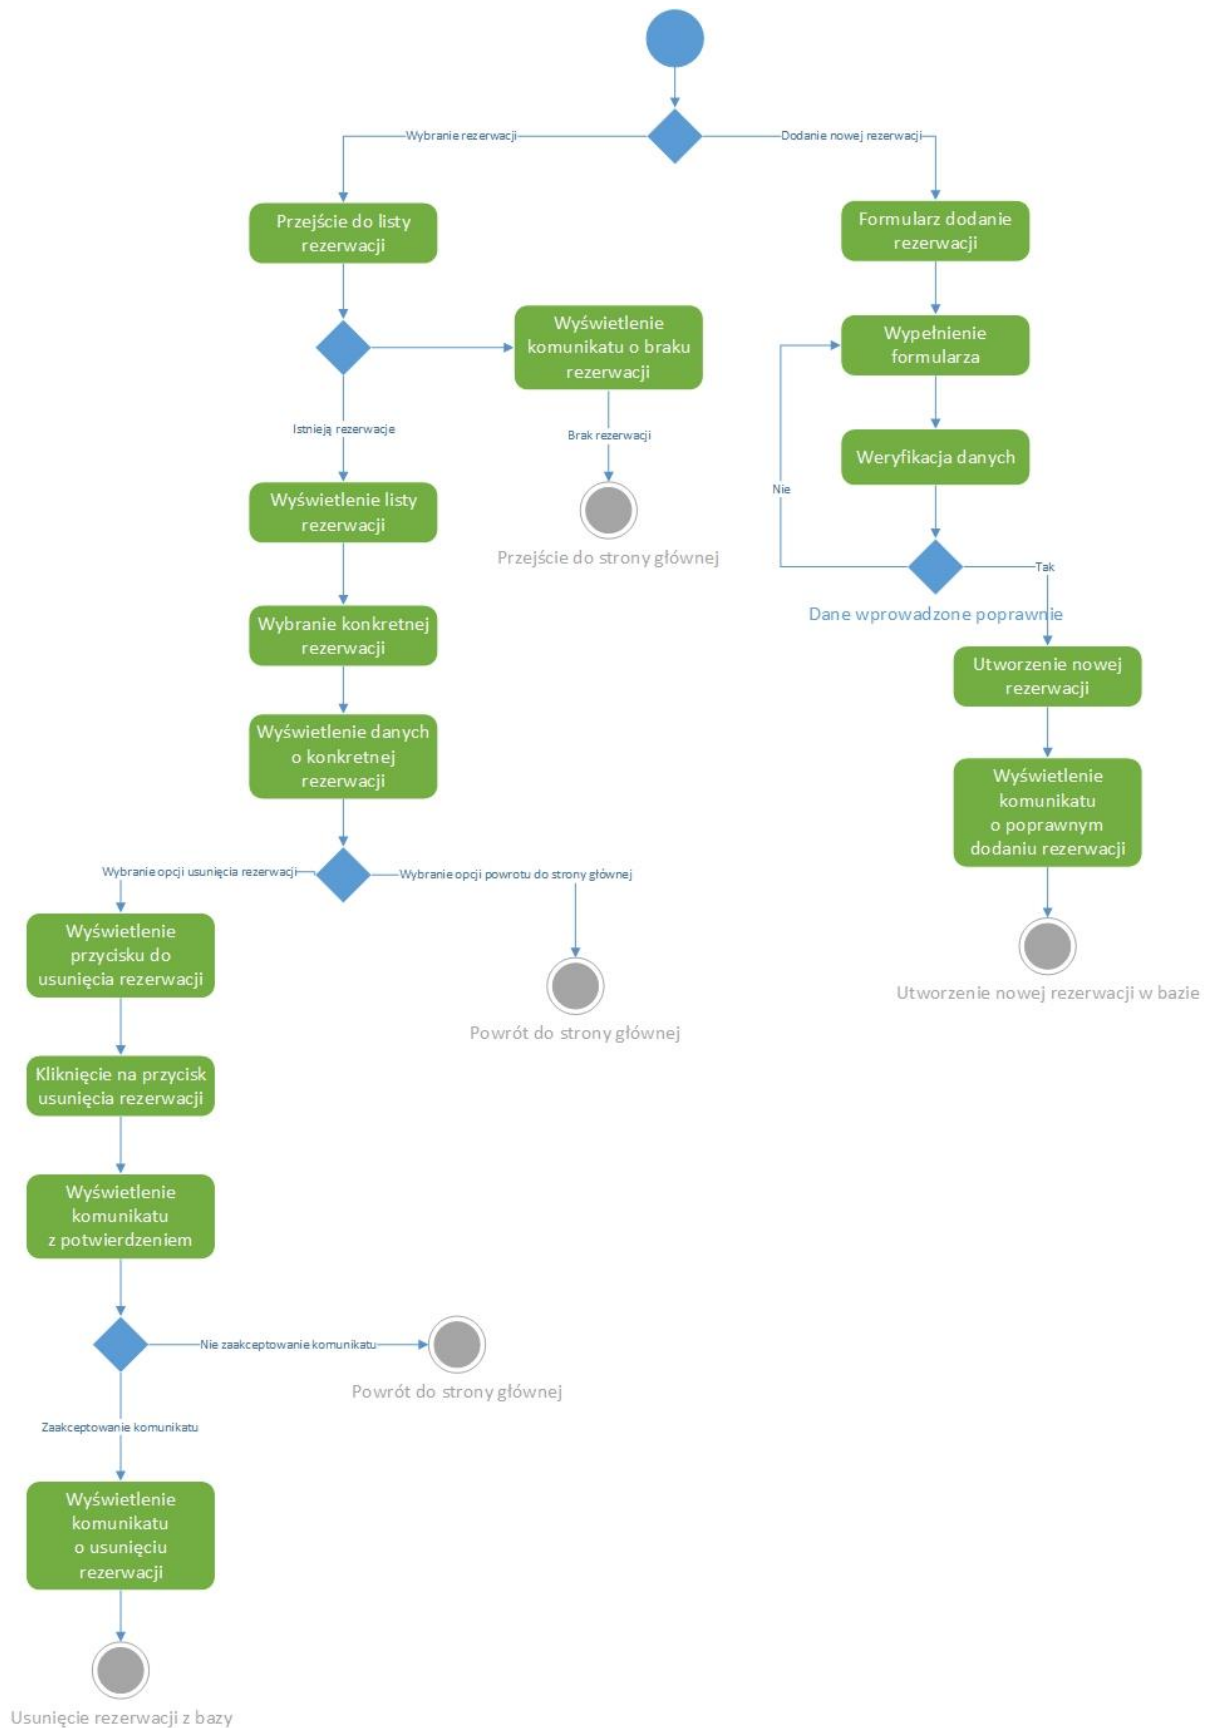 Wybranie rezerwacji
Dodanie nowej rezerwacji
Przejście do listy
rezerwacji
Formularz dodanie
rezerwacji
Wyświetlenie
komunikatu o braku
rezerwacji
Wypełnienie
formularza
Istnieją rezerwacje
Brak rezerwacji
Weryfikacja danych
Nie
Wyświetlenie listy
rezerwacji
Przejście do strony głównej
Tak
Dane wprowadzone poprawnie
Wybranie konkretnej
rezerwacji
Utworzenie nowej
rezerwacji
Wyświetlenie danych
o konkretnej
rezerwacji
Wyświetlenie
komunikatu
o poprawnym
dodaniu rezerwacji
Wybranie opcji usunięcia rezerwacji
Wybranie opcji powrotu do strony głównej
Wyświetlenie
przycisku do
usunięcia rezerwacji
Utworzenie nowej rezerwacji w bazie
Powrót do strony głównej
Kliknięcie na przycisk
usunięcia rezerwacji
Wyświetlenie
komunikatu
z potwierdzeniem
Nie zaakceptowanie komunikatu
Powrót do strony głównej
Zaakceptowanie komunikatu
Wyświetlenie
komunikatu
o usunięciu
rezerwacji
Usunięcie rezerwacji z bazy